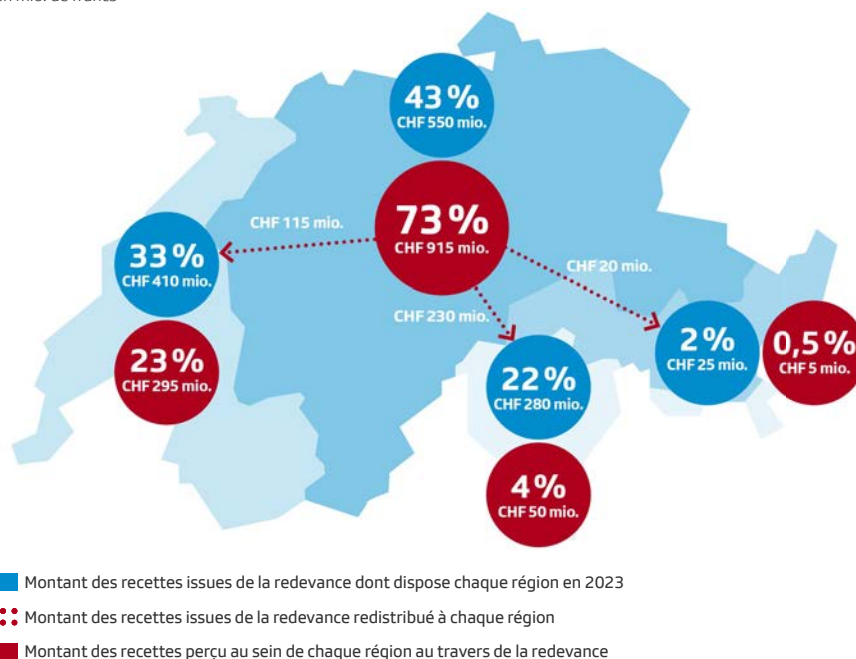 43 %
CHF 550 mio.
73 %
CHF 915 mio.
CHF 115 mio.
33 %
CHF 410 mio.
CHF 20 mio.
CHF 230 mio.
23 %
CHF 295 mio.
22 %
CHF 280 mio.
2 %
CHF 25 mio.
0,5 %
CHF 5 mio.
4 %
CHF 50 mio.
Montant des recettes issues de la redevance dont dispose chaque région en 2023
Montant des recettes issues de la redevance redistribué à chaque région
Montant des recettes perçu au sein de chaque région au travers de la redevance